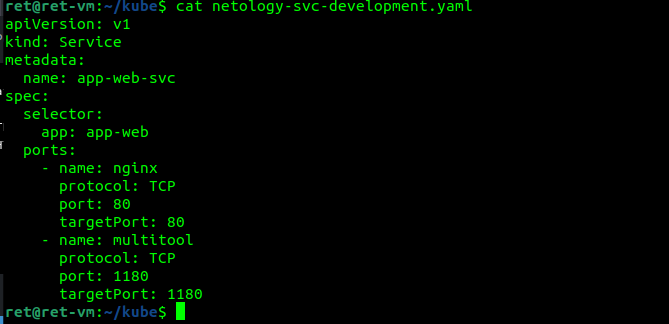 ret@ret-vm:~/kube$ cat netology-svc-development.yaml
apiVersion: v1
kind: Service
metadata:
  name: app-web-svc
spec:
  selector:
    app: app-web
  ports:
    - name: nginx
      protocol: TCP
      port: 80
      targetPort: 80
    - name: multitool
      protocol: TCP
      port: 1180
      targetPort: 1180
ret@ret-vm:~/kube$